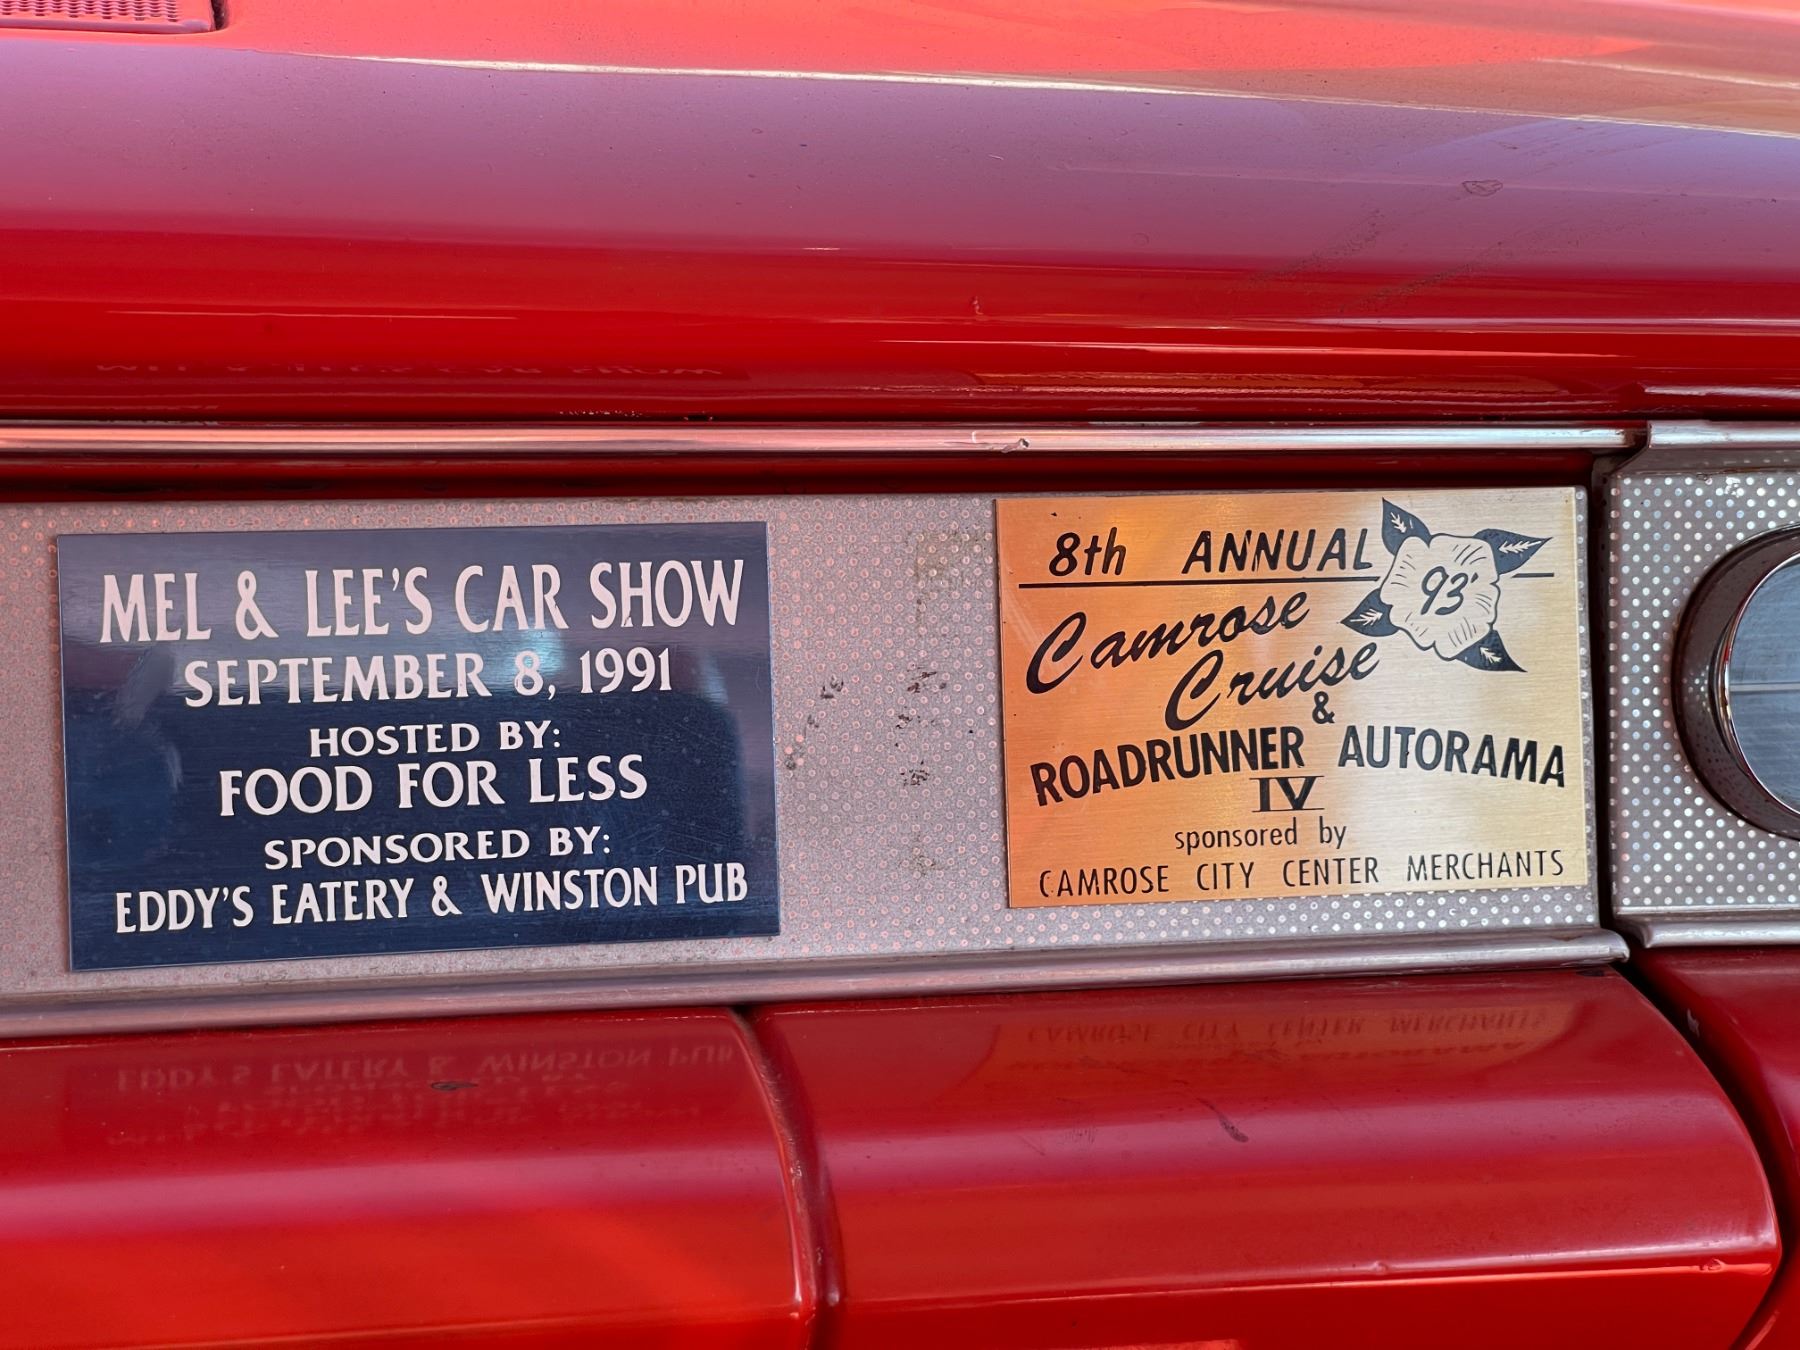 MEL & LEE'S CAR SHOW
SEPTEMBER 8, 1991
HOSTED BY:
FOOD FOR LESS
SPONSORED BY:
EDDY'S EATERY & WINSTON PUB
8th ANNUAL
93'
Camrose
Cruise
&
ROADRUNNER AUTORAMA
IV
sponsored by
CAMROSE CITY CENTER MERCHANTS